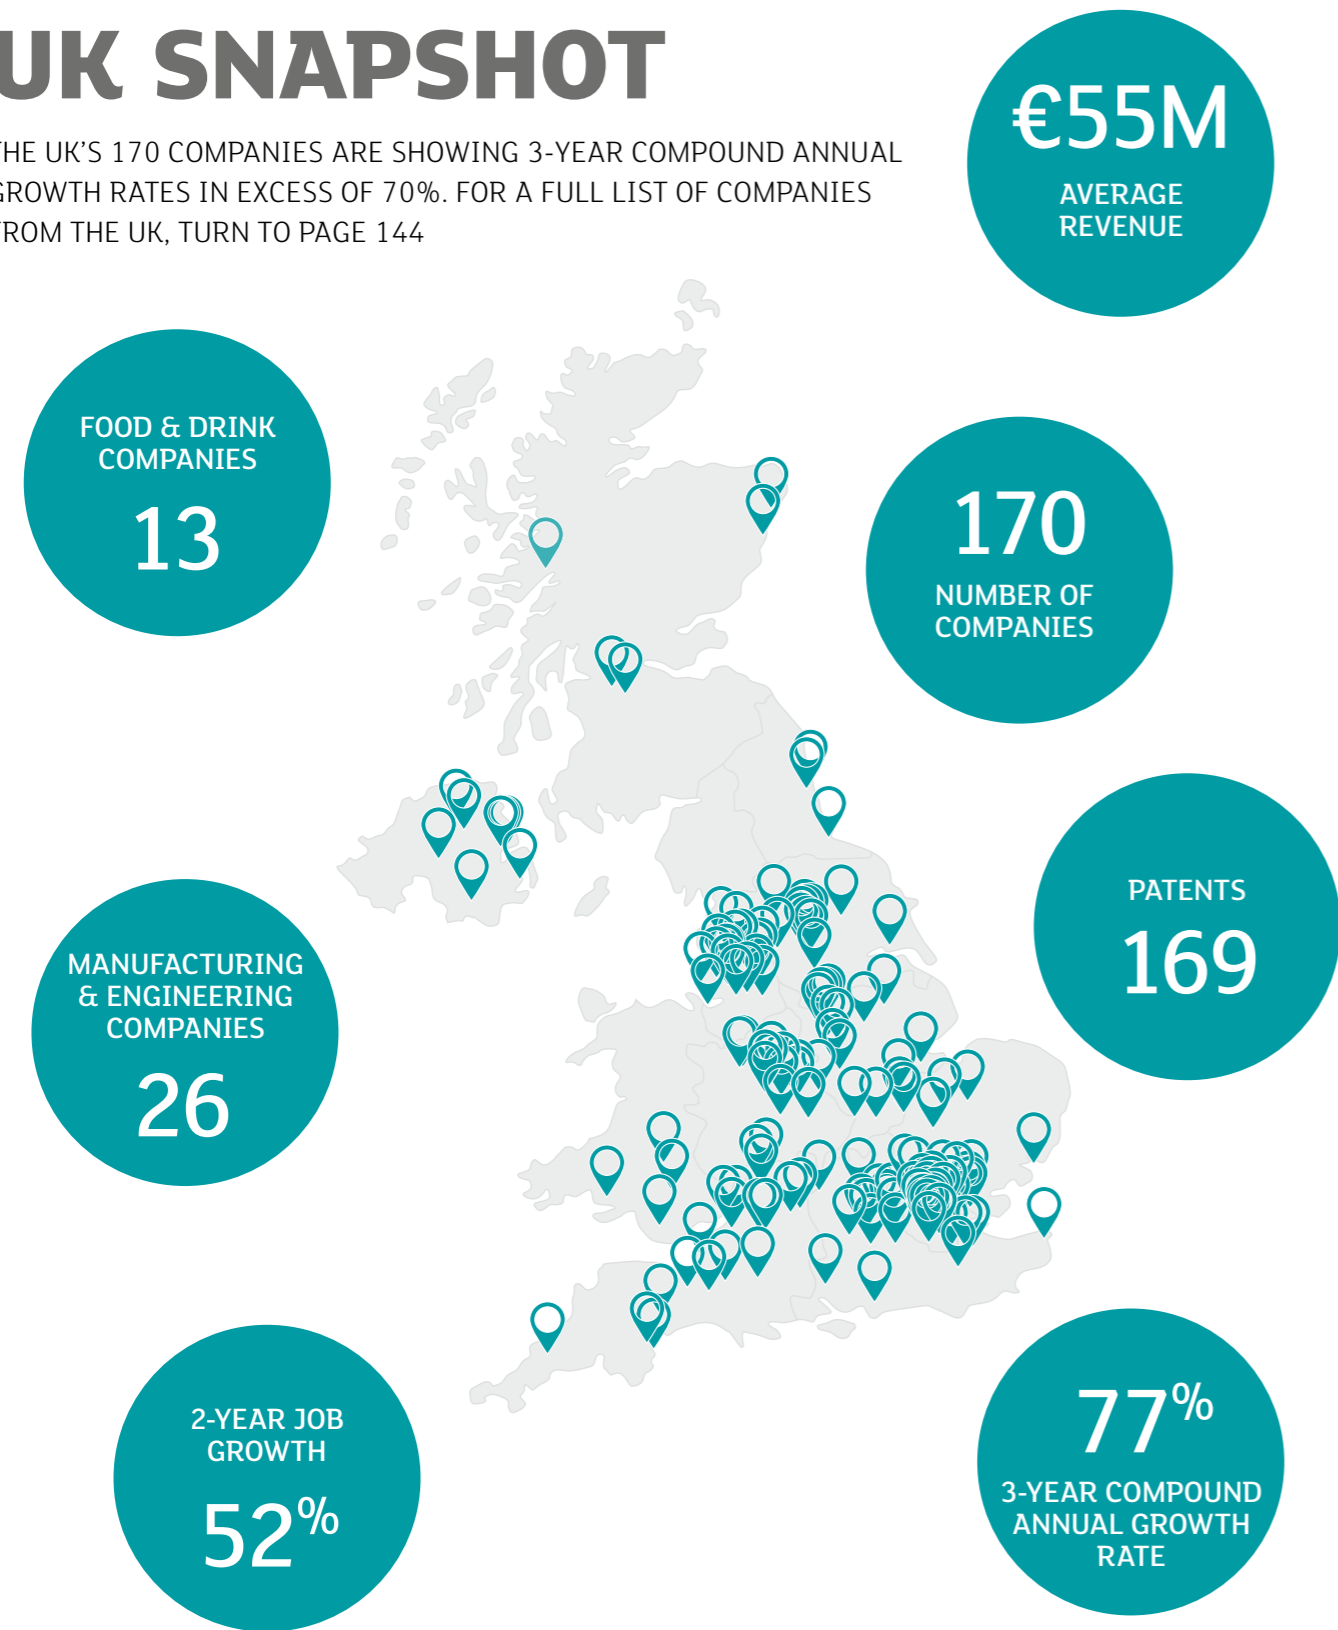 UK SNAPSHOT
THE UK'S 170 COMPANIES ARE SHOWING 3-YEAR COMPOUND ANNUAL
GROWTH RATES IN EXCESS OF 70%. FOR A FULL LIST OF COMPANIES
FROM THE UK, TURN TO PAGE 144
€55M
AVERAGE
REVENUE
FOOD & DRINK
COMPANIES
13
170
NUMBER OF
COMPANIES
PATENTS
169
MANUFACTURING
& ENGINEERING
COMPANIES
26
2-YEAR JOB
GROWTH
52%
77%
3-YEAR COMPOUND
ANNUAL GROWTH
RATE